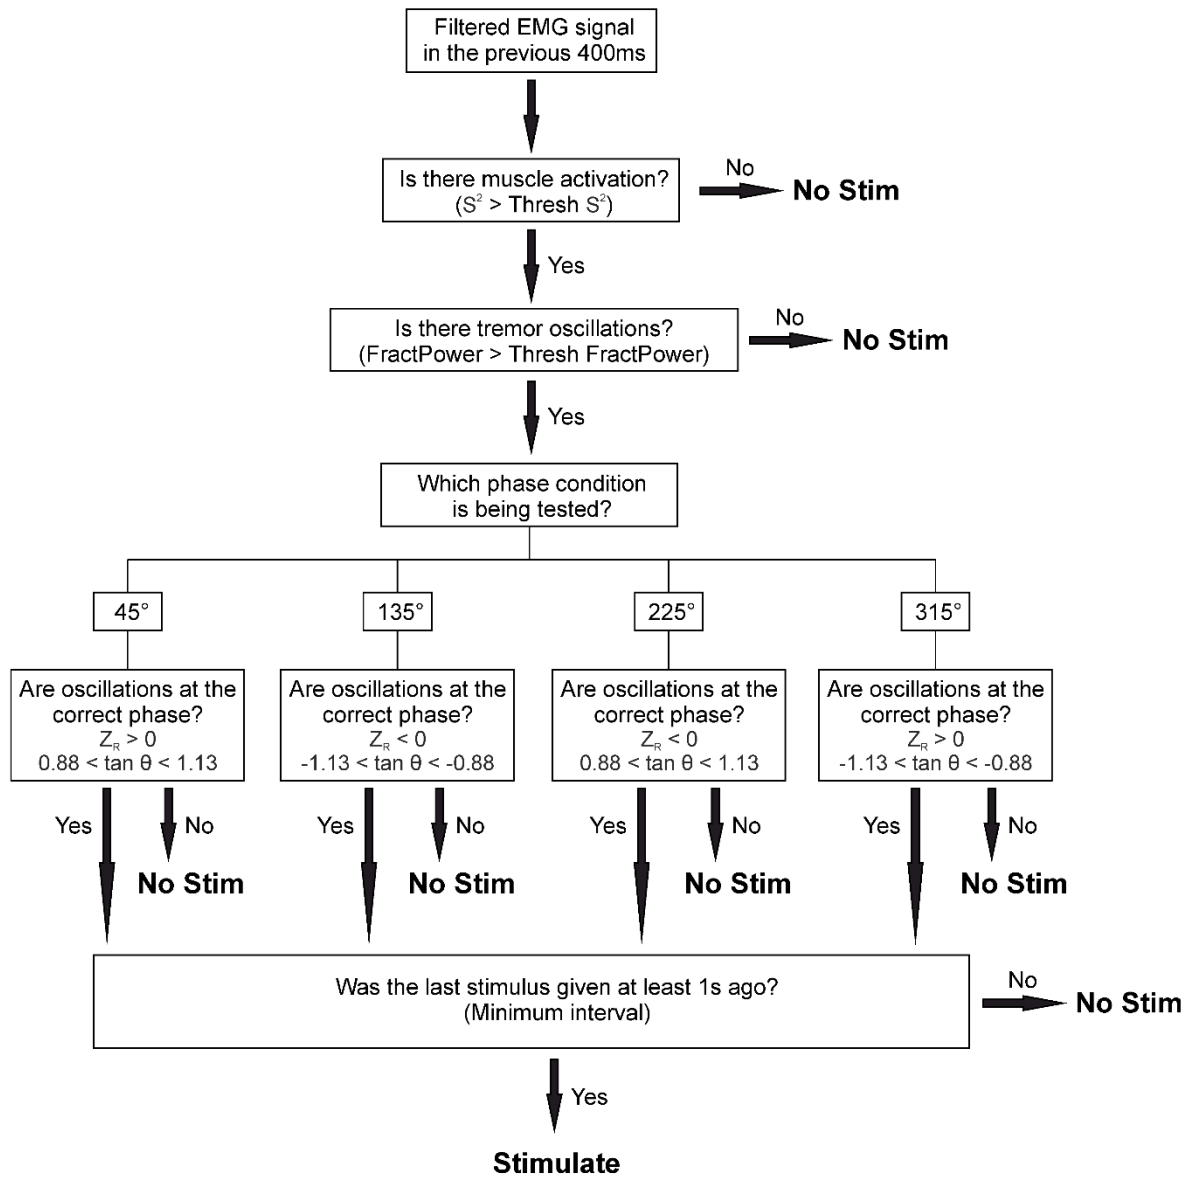 Filtered EMG signal
in the previous 400ms
Is there muscle activation?
(S² > Thresh S²)
No
No Stim
Yes
Is there tremor oscillations?
(FractPower > Thresh FractPower)
No
No Stim
Yes
Which phase condition
is being tested?
45°
135°
225°
315°
Are oscillations at the
correct phase?
Z_R > 0
0.88 < tan θ < 1.13
Are oscillations at the
correct phase?
Z_R < 0
-1.13 < tan θ < -0.88
Are oscillations at the
correct phase?
Z_R < 0
0.88 < tan θ < 1.13
Are oscillations at the
correct phase?
Z_R > 0
-1.13 < tan θ < -0.88
Yes
No
No Stim
Yes
No
No Stim
Yes
No
No Stim
Yes
No
No Stim
Was the last stimulus given at least 1s ago?
(Minimum interval)
No
No Stim
Yes
Stimulate